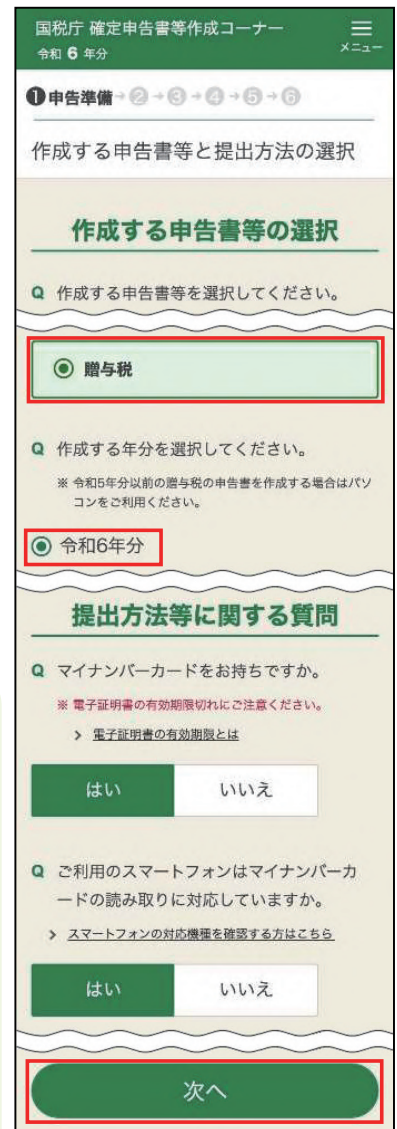 国税庁 確定申告書等作成コーナー
令和 6 年分
メニュー
❶申告準備→②→③→④→⑤→⑥
作成する申告書等と提出方法の選択
作成する申告書等の選択
Q 作成する申告書等を選択してください。
贈与税
Q 作成する年分を選択してください。
※ 令和5年分以前の贈与税の申告書を作成する場合はパソ
コンをご利用ください。
令和6年分
提出方法等に関する質問
Q マイナンバーカードをお持ちですか。
※ 電子証明書の有効期限切れにご注意ください。
> 電子証明書の有効期限とは
はい いいえ
Q ご利用のスマートフォンはマイナンバーカ
ードの読み取りに対応していますか。
> スマートフォンの対応機種を確認する方はこちら
はい いいえ
次へ